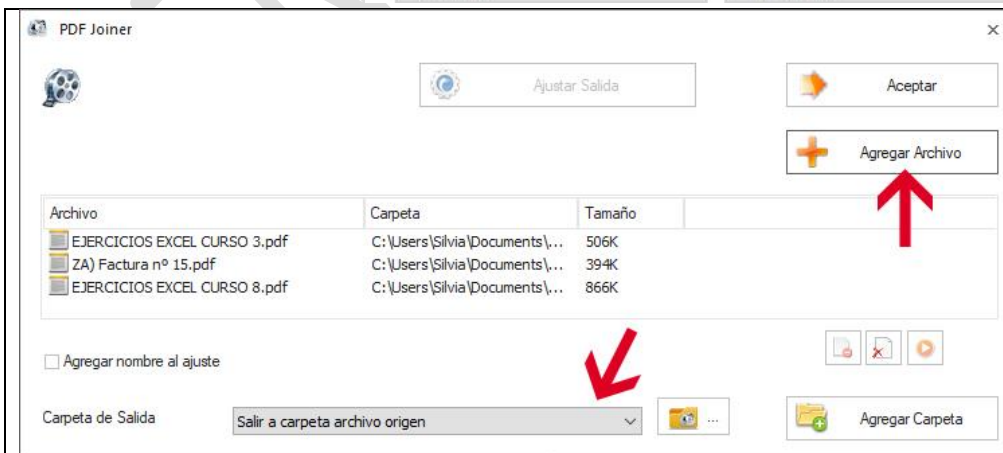 PDF Joiner
Ajustar Salida
Aceptar
Agregar Archivo
Archivo Carpeta Tamaño
EJERCICIOS EXCEL CURSO 3.pdf C:\Users\Silvia\Documents\... 506K
ZA) Factura nº 15.pdf C:\Users\Silvia\Documents\... 394K
EJERCICIOS EXCEL CURSO 8.pdf C:\Users\Silvia\Documents\... 866K
Agregar nombre al ajuste
Carpeta de Salida Salir a carpeta archivo origen ... Agregar Carpeta